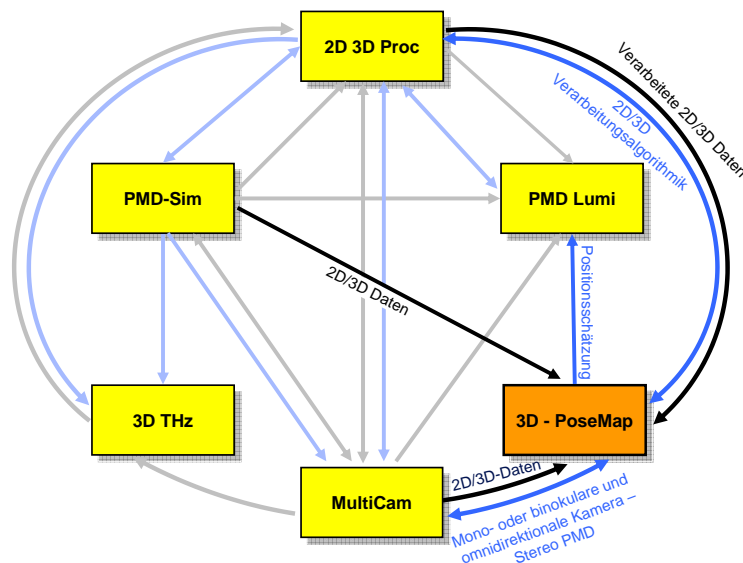 2D 3D Proc
Verarbeitete 2D/3D Daten
2D/3D
Verarbeitungsalgorithmik
PMD-Sim
PMD Lumi
2D/3D Daten
Positionsschätzung
3D THz
3D - PoseMap
2D/3D-Daten
MultiCam
Mono- oder binokulare und
omnidirektionale Kamera –
Stereo PMD